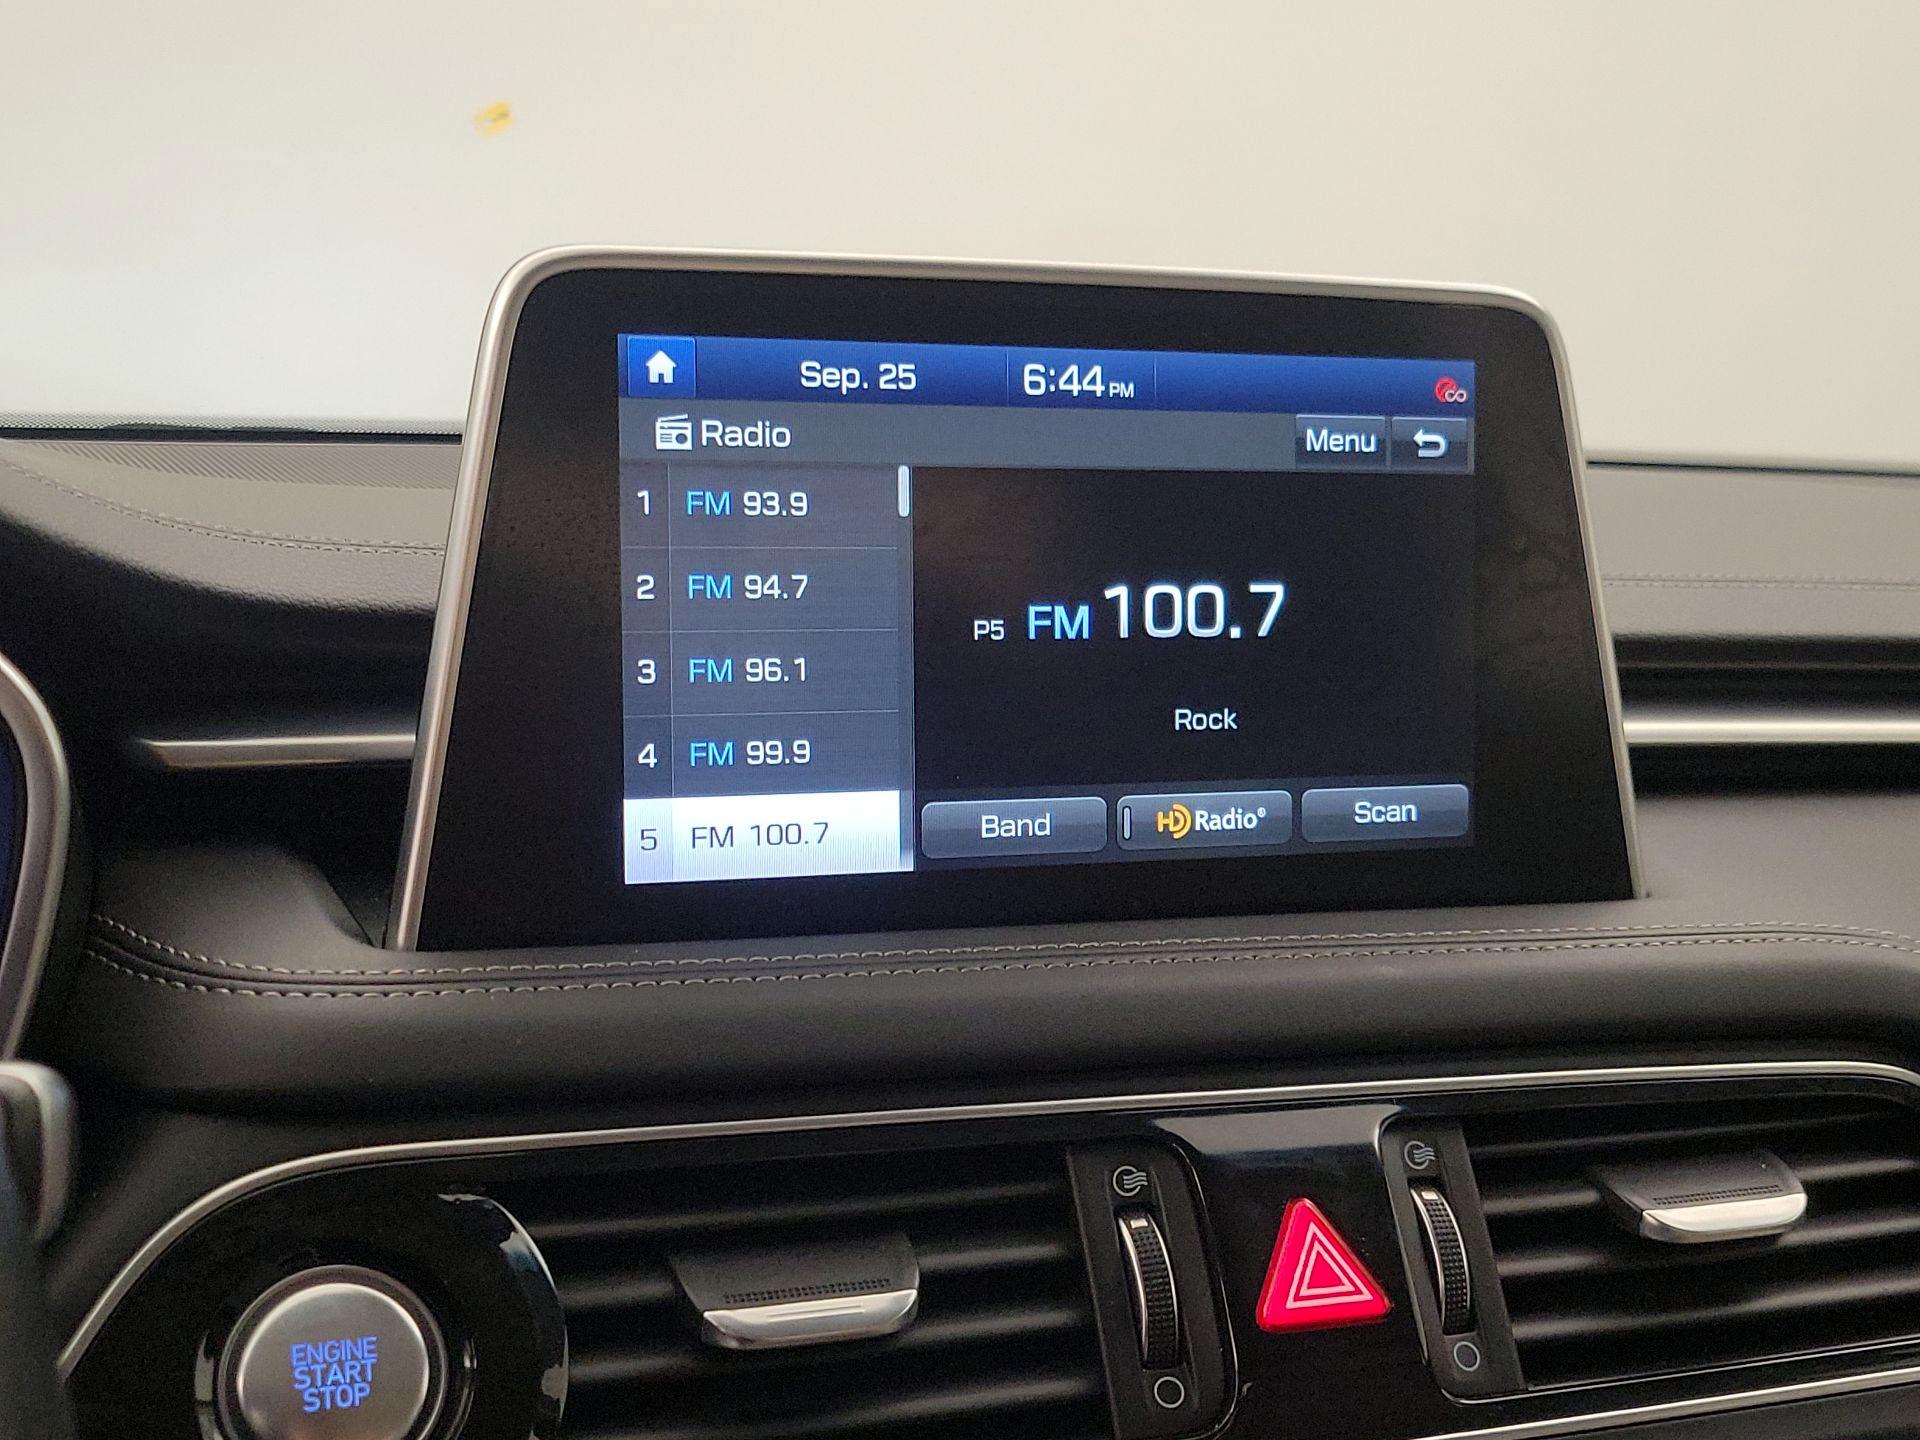 Sep. 25 6:44 PM
Radio
Menu
1 FM 93.9
2 FM 94.7
3 FM 96.1
4 FM 99.9
5 FM 100.7
P5 FM 100.7
Rock
Band
HD Radio®
Scan
ENGINE
START
STOP